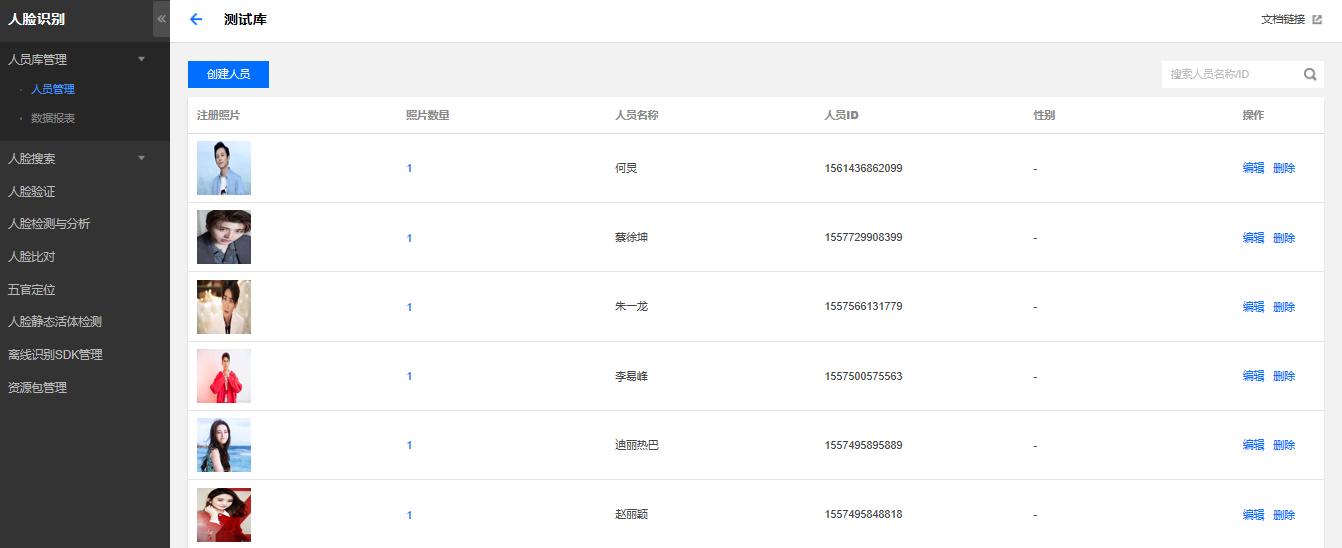 人脸识别
«
测试库
文档链接
人员库管理
人员管理
数据报表
人脸搜索
人脸验证
人脸检测与分析
人脸比对
五官定位
人脸静态活体检测
离线识别SDK管理
资源包管理
创建人员
搜索人员名称/ID
注册照片 照片数量 人员名称 人员ID 性别 操作
1 何炅 1561436862099 - 编辑 删除
1 蔡徐坤 1557729908399 - 编辑 删除
1 朱一龙 1557566131779 - 编辑 删除
1 李易峰 1557500575563 - 编辑 删除
1 迪丽热巴 1557495895889 - 编辑 删除
1 赵丽颖 1557495848818 - 编辑 删除